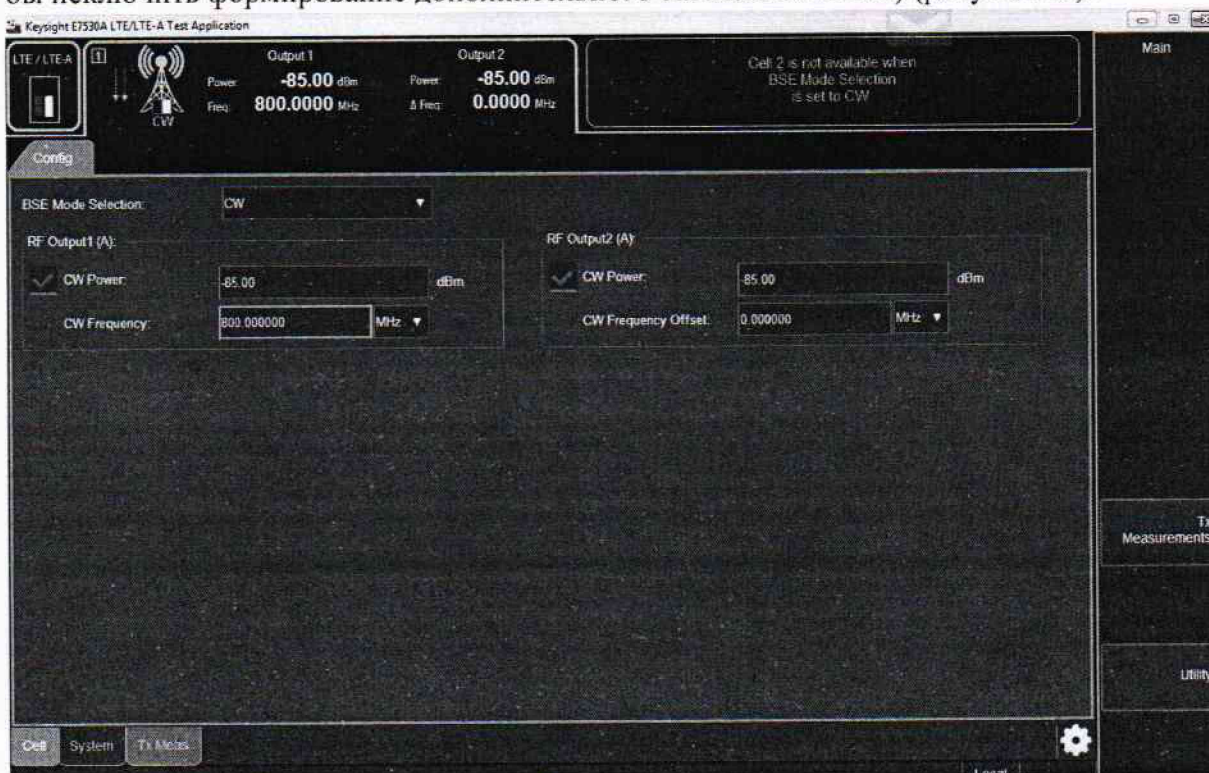 Keysight E7530A LTE/LTE-A Test Application
LTE / LTE-A
1
CW
Output 1
Power: -85.00 dBm
Freq: 800.0000 MHz
Output 2
Power: -85.00 dBm
Δ Freq: 0.0000 MHz
Cell 2 is not available when
BSE Mode Selection
is set to CW
Main
Config
BSE Mode Selection: CW
RF Output1 (A):
CW Power: -85.00 dBm
CW Frequency: 800.000000 MHz
RF Output2 (A):
CW Power: -85.00 dBm
CW Frequency Offset: 0.000000 MHz
Tx
Measurements
Utility
Cell System Tx Meas